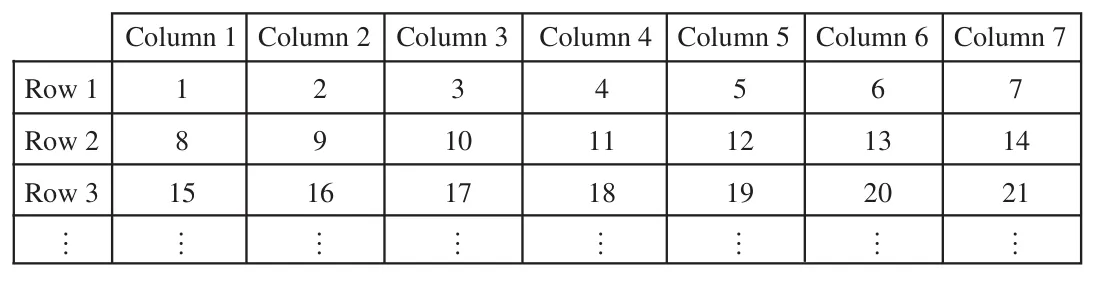 Column 1 Column 2 Column 3 Column 4 Column 5 Column 6 Column 7
Row 1 1 2 3 4 5 6 7
Row 2 8 9 10 11 12 13 14
Row 3 15 16 17 18 19 20 21
⋮ ⋮ ⋮ ⋮ ⋮ ⋮ ⋮ ⋮